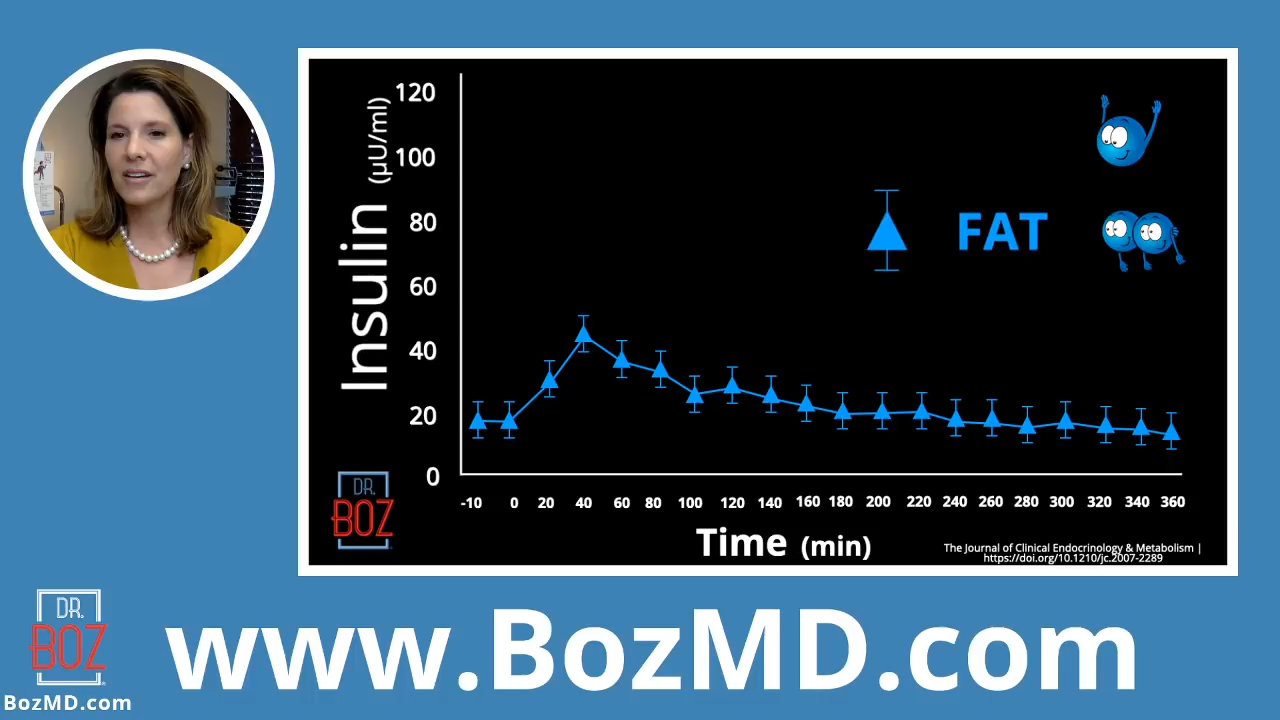 120
100
80
60
40
20
0
Insulin (μU/ml)
FAT
-10 0 20 40 60 80 100 120 140 160 180 200 220 240 260 280 300 320 340 360
Time (min)
The Journal of Clinical Endocrinology & Metabolism |
https://doi.org/10.1210/jc.2007-2289
DR.
BOZ
DR.
BOZ
www.BozMD.com
BozMD.com